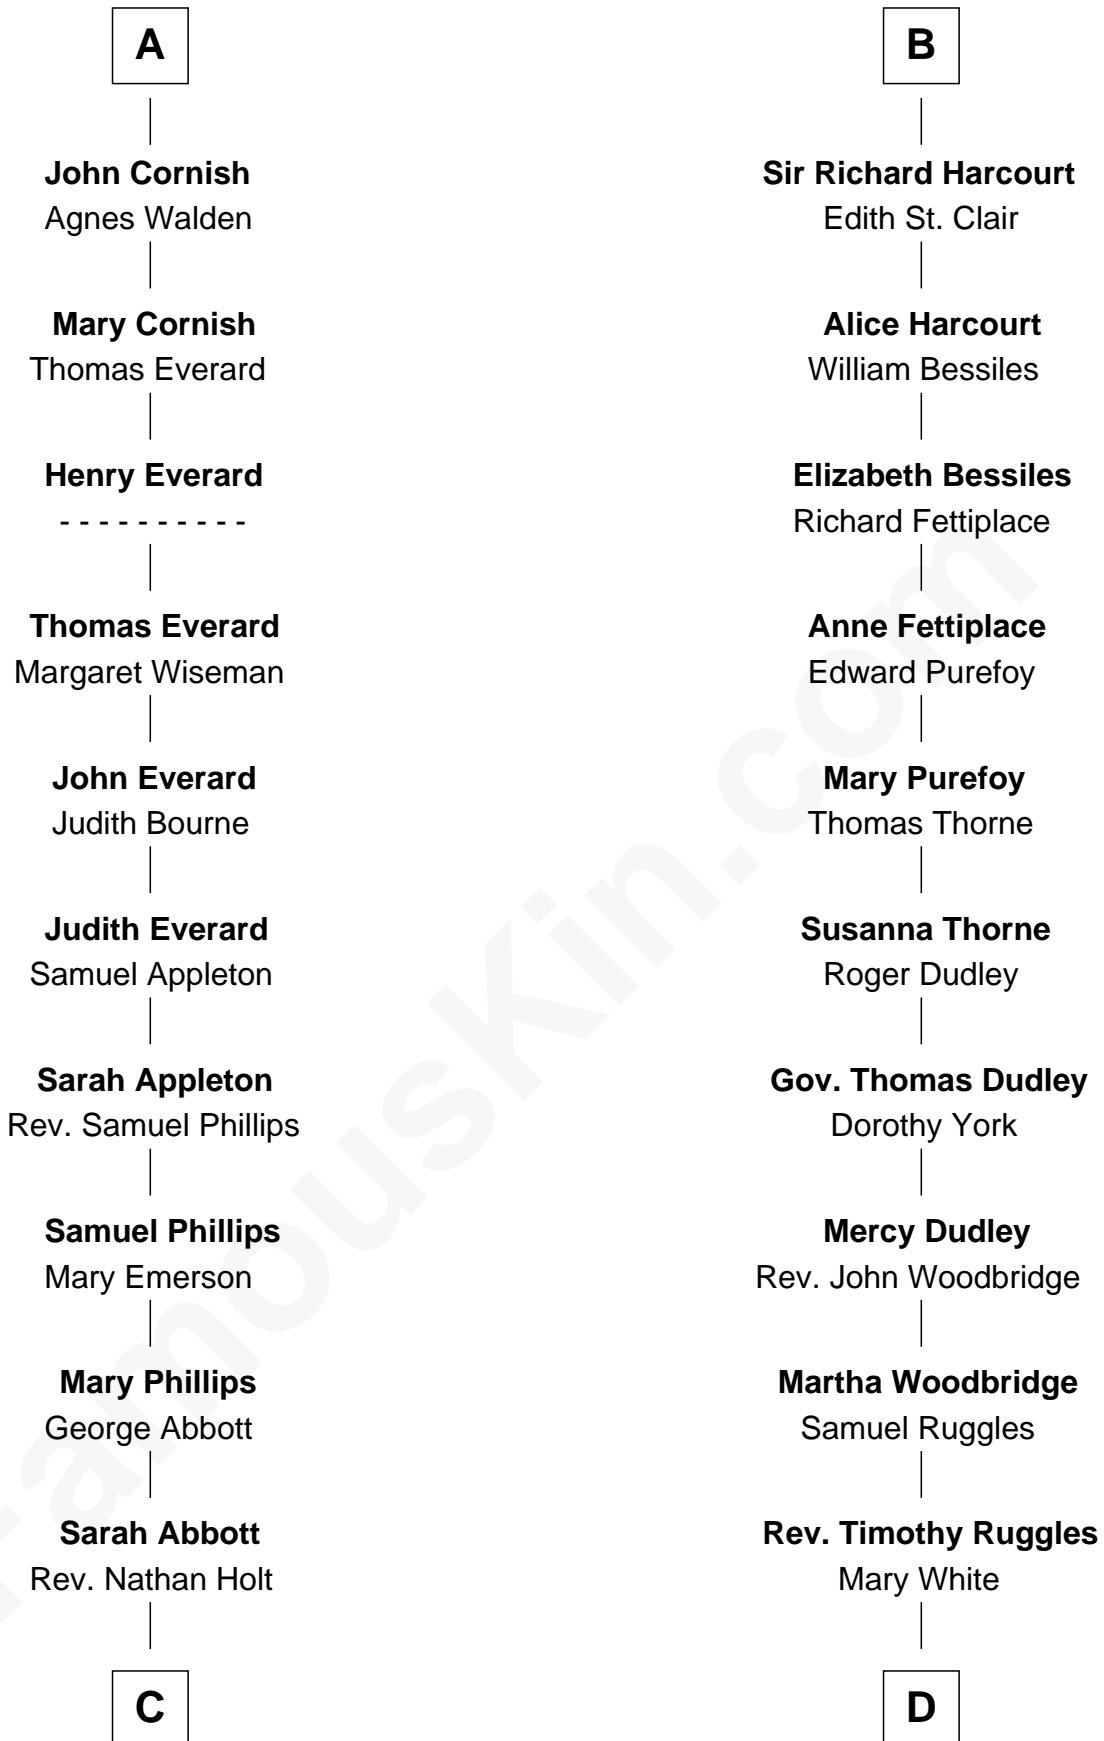 A
John Cornish
Agnes Walden
Mary Cornish
Thomas Everard
Henry Everard
- - - - - - - - - -
Thomas Everard
Margaret Wiseman
John Everard
Judith Bourne
Judith Everard
Samuel Appleton
Sarah Appleton
Rev. Samuel Phillips
Samuel Phillips
Mary Emerson
Mary Phillips
George Abbott
Sarah Abbott
Rev. Nathan Holt
C
B
Sir Richard Harcourt
Edith St. Clair
Alice Harcourt
William Bessiles
Elizabeth Bessiles
Richard Fettiplace
Anne Fettiplace
Edward Purefoy
Mary Purefoy
Thomas Thorne
Susanna Thorne
Roger Dudley
Gov. Thomas Dudley
Dorothy York
Mercy Dudley
Rev. John Woodbridge
Martha Woodbridge
Samuel Ruggles
Rev. Timothy Ruggles
Mary White
D
FamousKin.com